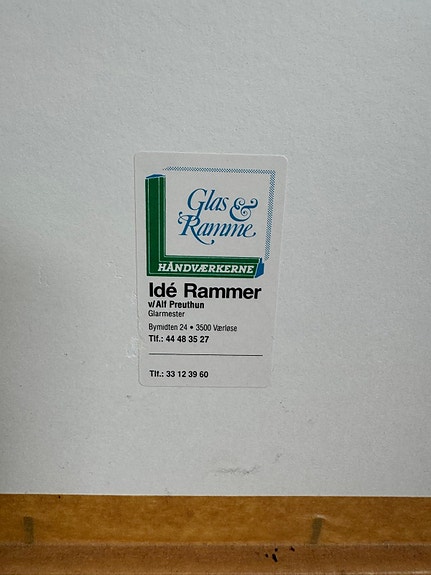 Glas &
Ramme
HÅNDVÆRKERNE
Idé Rammer
v/Alf Preuthun
Glarmester
Bymidten 24 • 3500 Værløse
Tlf.: 44 48 35 27
Tlf.: 33 12 39 60